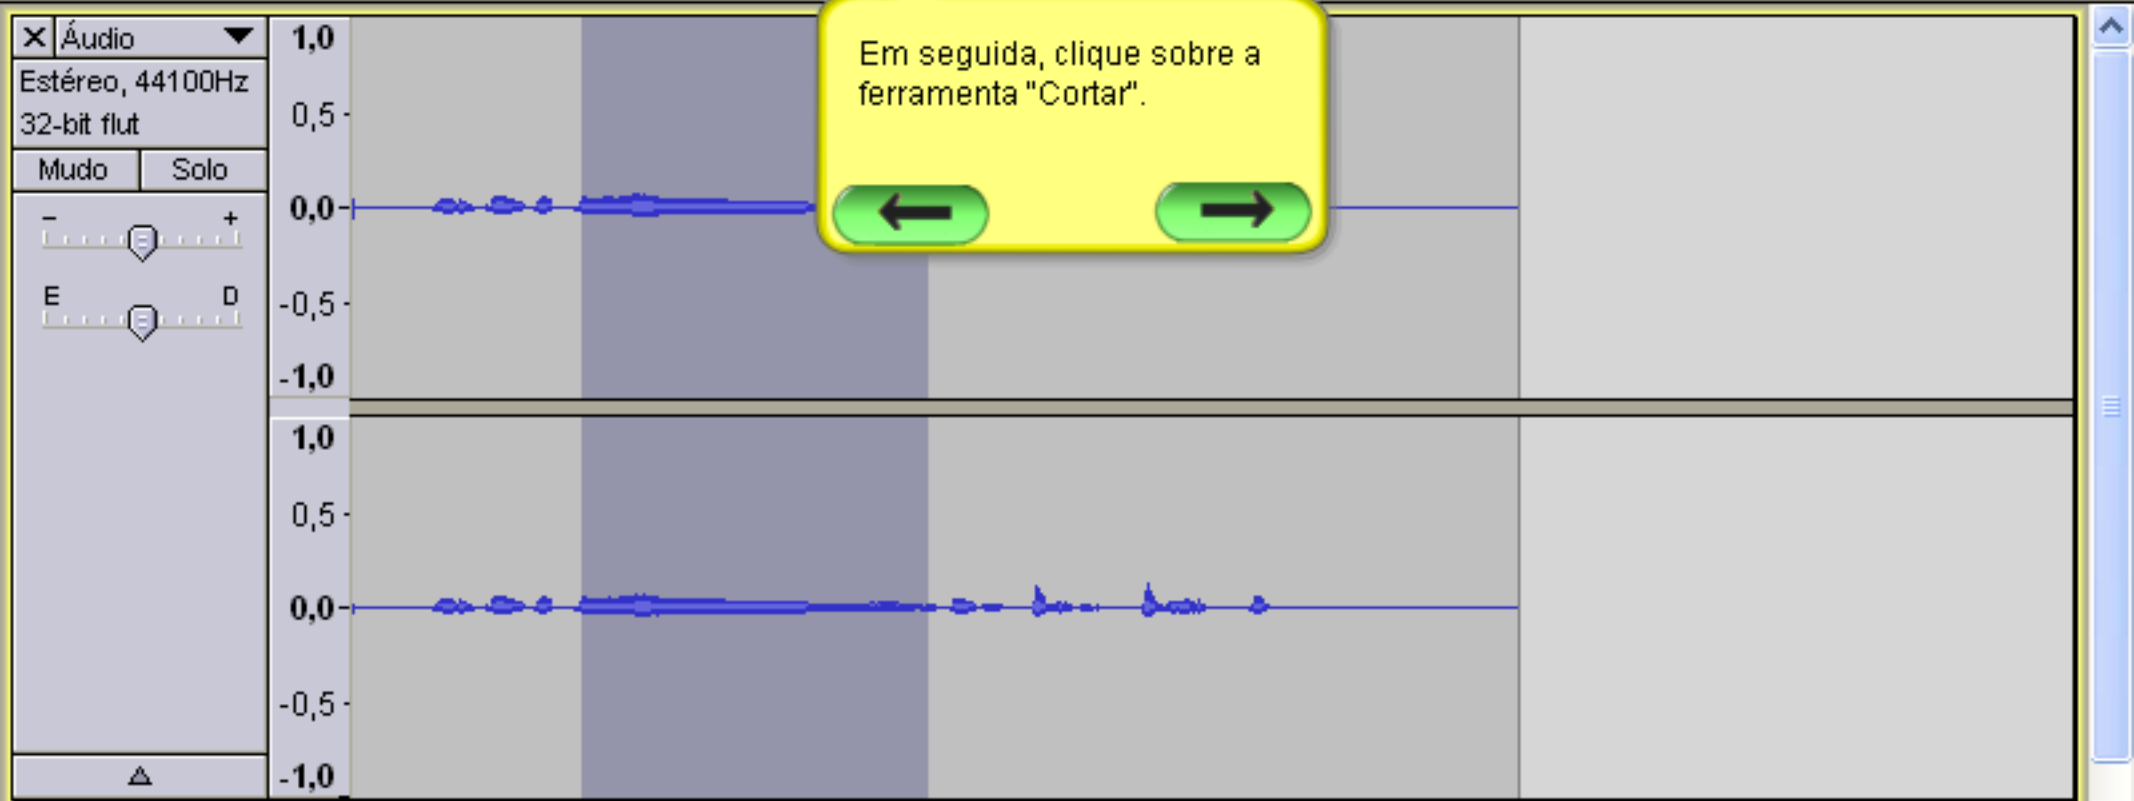 Áudio
Estéreo, 44100Hz
32-bit flut
Mudo Solo
- +
E D
1,0
0,5
0,0
-0,5
-1,0
1,0
0,5
0,0
-0,5
-1,0
Em seguida, clique sobre a
ferramenta "Cortar".